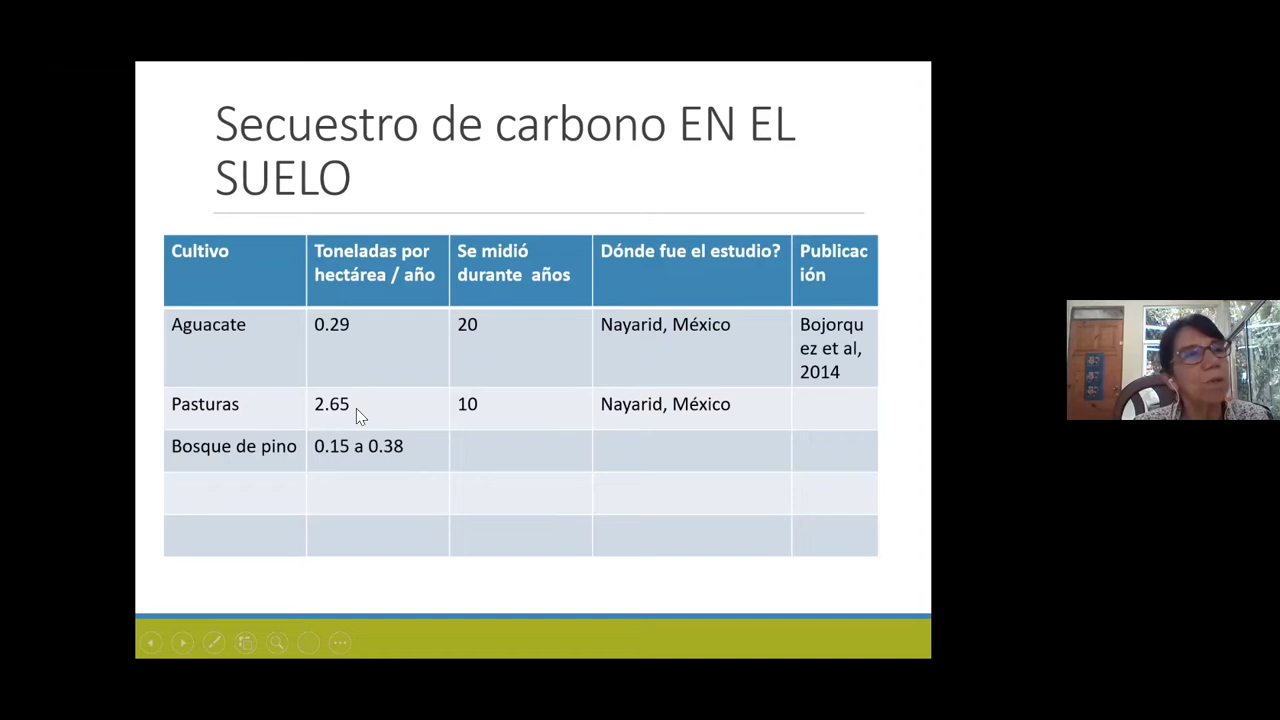 Secuestro de carbono EN EL
SUELO
Cultivo
Toneladas por
hectárea / año
Se midió
durante años
Dónde fue el estudio?
Publicac
ión
Aguacate
0.29
20
Nayarid, México
Bojorqu
ez et al,
2014
Pasturas
2.65
10
Nayarid, México
Bosque de pino
0.15 a 0.38